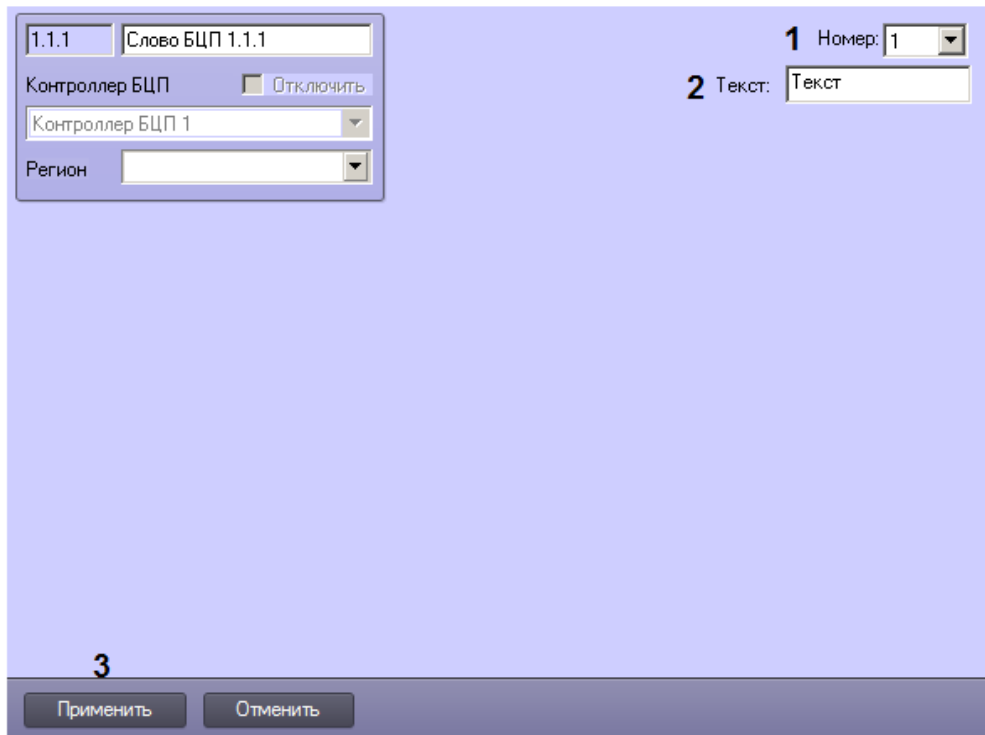 1.1.1 Слово БЦП 1.1.1
Контроллер БЦП Отключить
Контроллер БЦП 1
Регион
1 Номер: 1
2 Текст: Текст
3
Применить Отменить